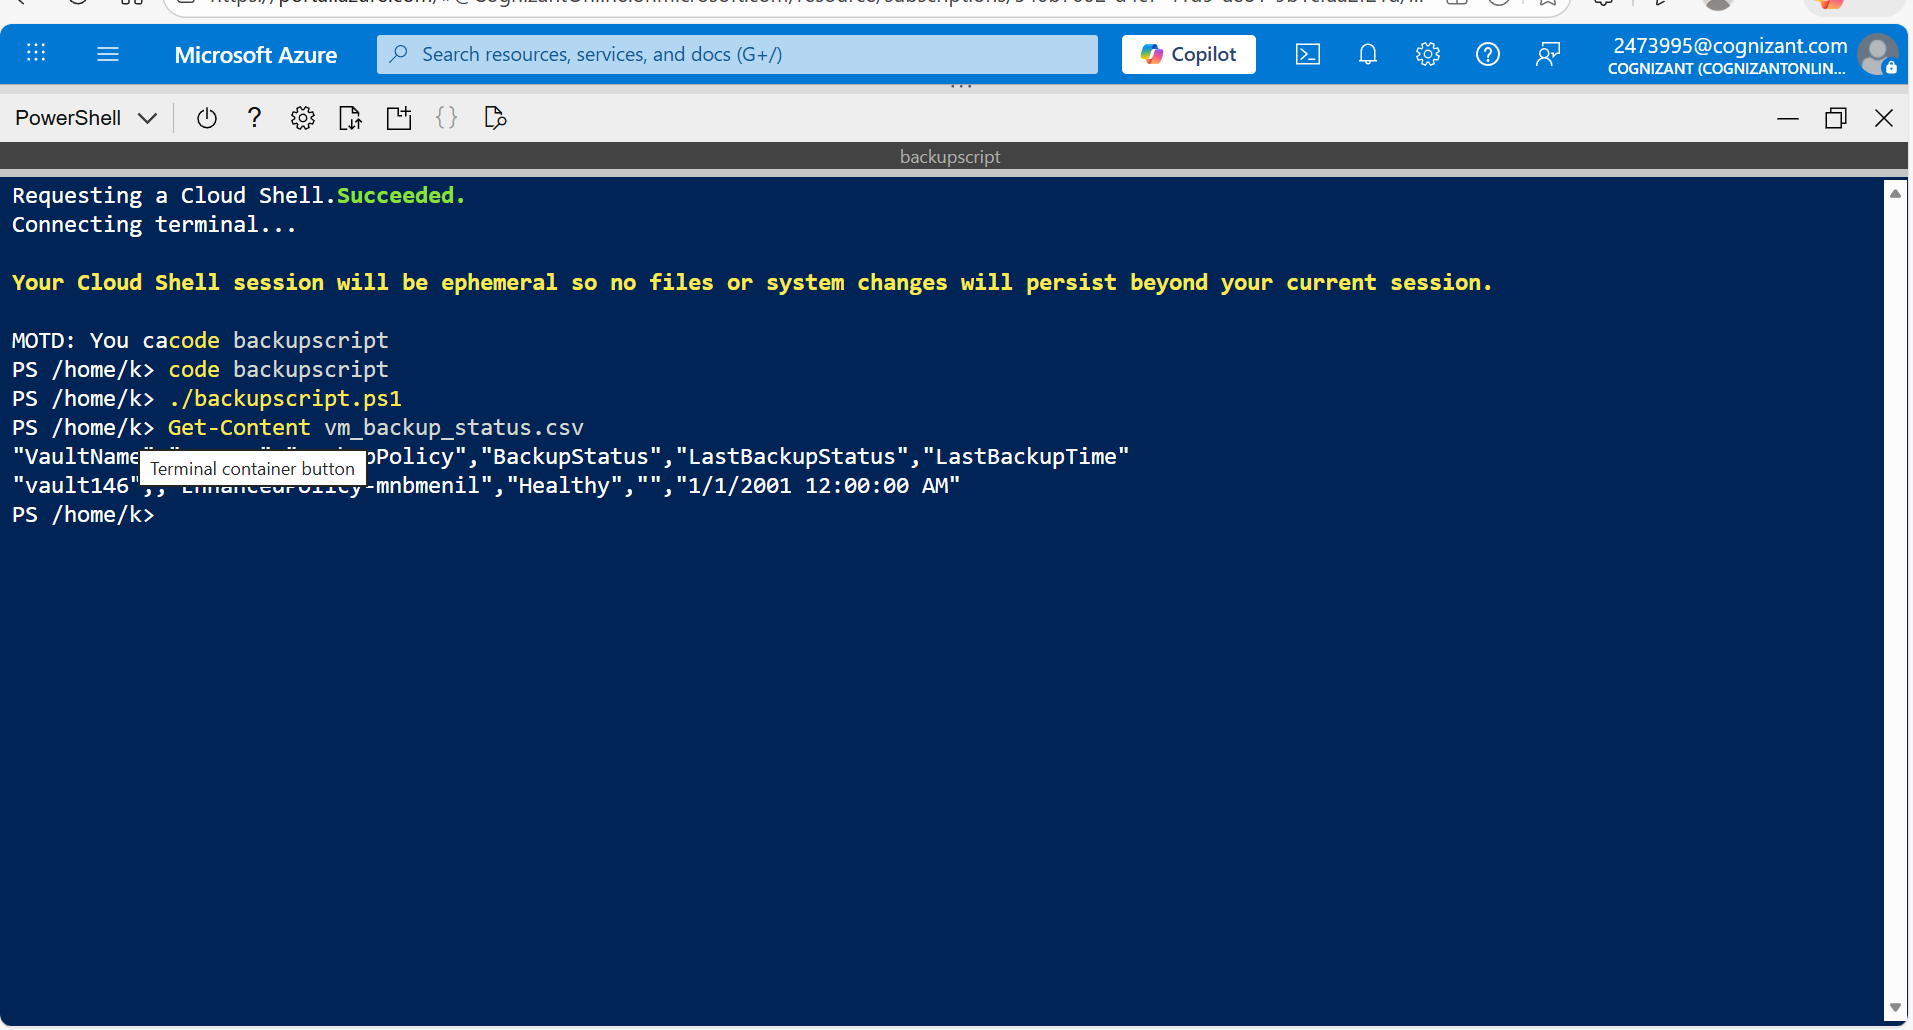 Microsoft Azure
Search resources, services, and docs (G+/)
Copilot
2473995@cognizant.com
COGNIZANT (COGNIZANTONLIN...
PowerShell
backupscript
Requesting a Cloud Shell.Succeeded.
Connecting terminal...
Your Cloud Shell session will be ephemeral so no files or system changes will persist beyond your current session.
MOTD: You cacode backupscript
PS /home/k> code backupscript
PS /home/k> ./backupscript.ps1
PS /home/k> Get-Content vm_backup_status.csv
"VaultName pPolicy","BackupStatus","LastBackupStatus","LastBackupTime"
Terminal container button
"vault146",,"EnhancedPolicy-mnbmenil","Healthy","","1/1/2001 12:00:00 AM"
PS /home/k>